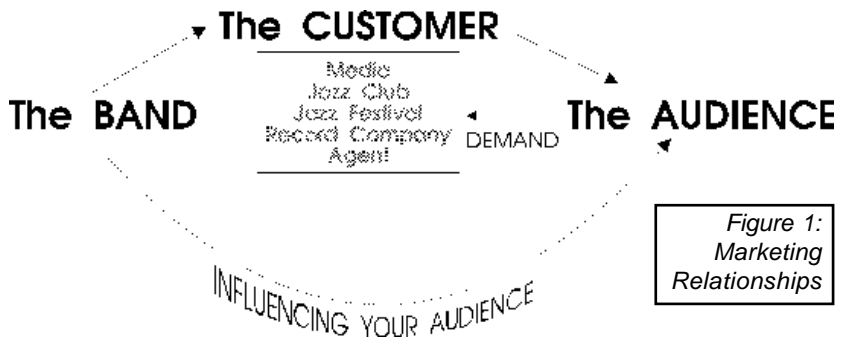 The CUSTOMER
Media
Jazz Club
Jazz Festival
Record Company
Agent
The BAND
DEMAND
The AUDIENCE
INFLUENCING YOUR AUDIENCE
Figure 1:
Marketing
Relationships